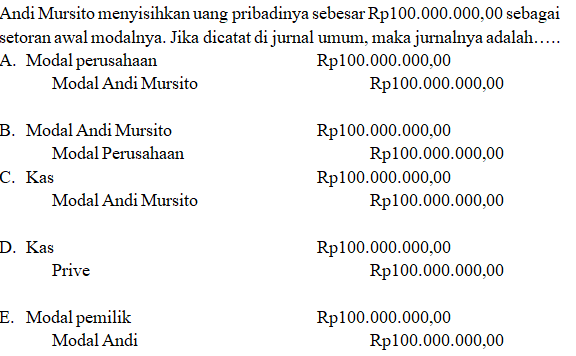 Andi Mursito menyisihkan uang pribadinya sebesar Rp100.000.000,00 sebagai
setoran awal modalnya. Jika dicatat di jurnal umum, maka jurnalnya adalah…..
A. Modal perusahaan Rp100.000.000,00
Modal Andi Mursito Rp100.000.000,00
B. Modal Andi Mursito Rp100.000.000,00
Modal Perusahaan Rp100.000.000,00
C. Kas Rp100.000.000,00
Modal Andi Mursito Rp100.000.000,00
D. Kas Rp100.000.000,00
Prive Rp100.000.000,00
E. Modal pemilik Rp100.000.000,00
Modal Andi Rp100.000.000,00